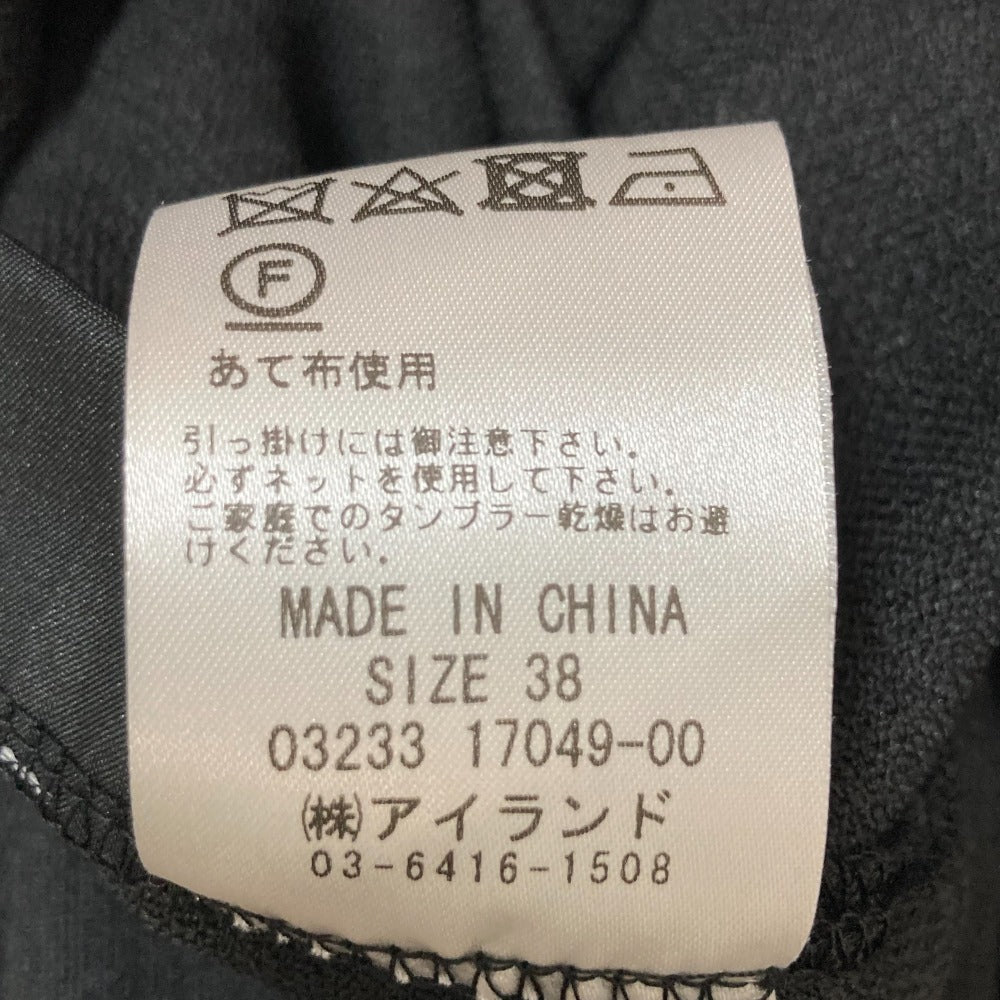 F
あて布使用
引っ掛けには御注意下さい.
必ずネットを使用して下さい.
ご家庭でのタンブラー乾燥はお避
けください.
MADE IN CHINA
SIZE 38
03233 17049-00
㈱アイランド
03-6416-1508